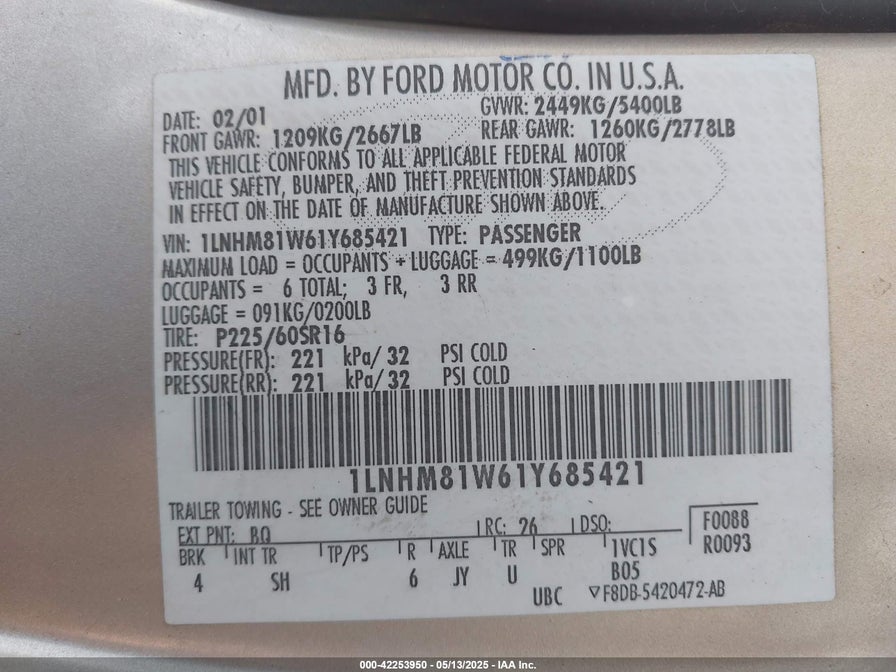 MFD. BY FORD MOTOR CO. IN U.S.A.
DATE: 02/01 GVWR: 2449KG/5400LB
FRONT GAWR: 1209KG/2667LB REAR GAWR: 1260KG/2778LB
THIS VEHICLE CONFORMS TO ALL APPLICABLE FEDERAL MOTOR
VEHICLE SAFETY, BUMPER, AND THEFT PREVENTION STANDARDS
IN EFFECT ON THE DATE OF MANUFACTURE SHOWN ABOVE.
VIN: 1LNHM81W61Y685421 TYPE: PASSENGER
MAXIMUM LOAD = OCCUPANTS + LUGGAGE = 499KG/1100LB
OCCUPANTS = 6 TOTAL; 3 FR, 3 RR
LUGGAGE = 091KG/0200LB
TIRE: P225/60SR16
PRESSURE(FR): 221 kPa/ 32 PSI COLD
PRESSURE(RR): 221 kPa/ 32 PSI COLD
1LNHM81W61Y685421
TRAILER TOWING - SEE OWNER GUIDE
EXT PNT: BQ RC: 26 DSO: F0088
BRK INT TR TP/PS R AXLE TR SPR 1VC1S R0093
4 SH 6 JY U B05
UBC ▽F8DB-5420472-AB
000-42253950 - 05/13/2025 - IAA Inc.